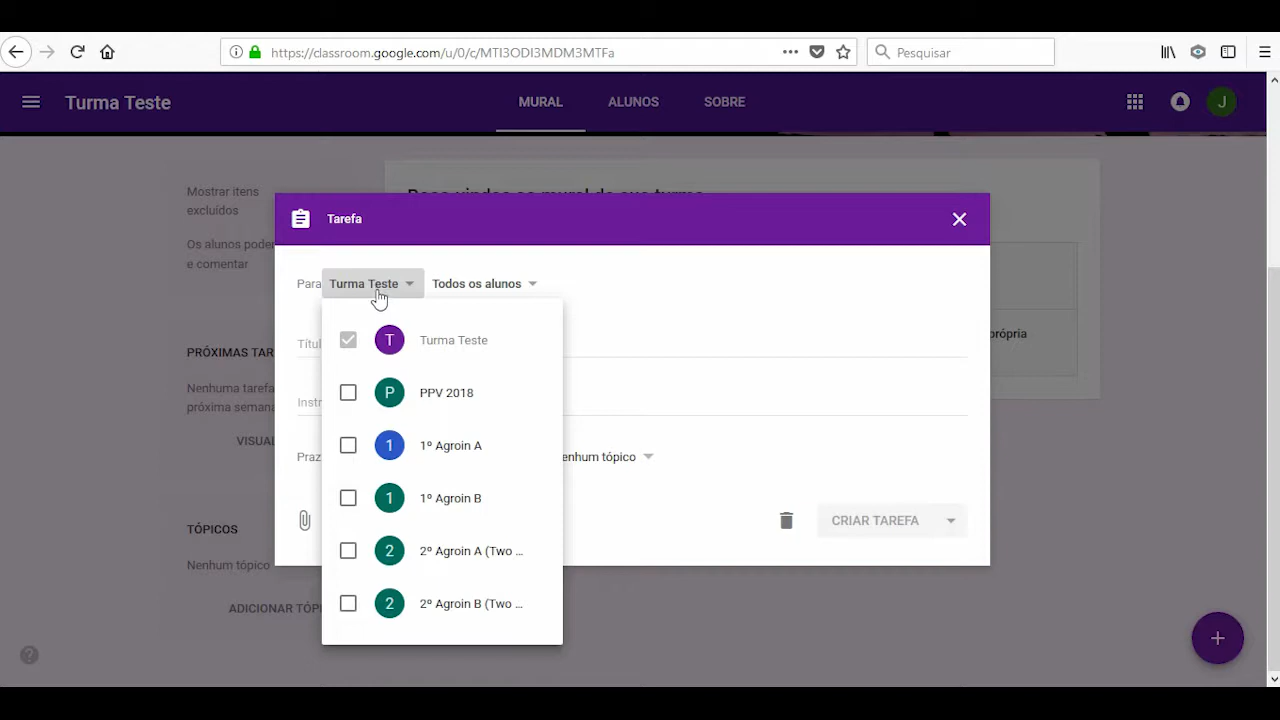 https://classroom.google.com/u/0/c/MTI3ODI3MDM3MTFa
Pesquisar
Turma Teste
MURAL
ALUNOS
SOBRE
J
Mostrar itens
excluídos
Os alunos poder
e comentar
Tarefa
Para
Turma Teste
Todos os alunos
T
Turma Teste
Títul
própria
PRÓXIMAS TAR
Nenhuma tarefa
próxima semana
P
PPV 2018
Instr
VISUAL
1
1º Agroin A
Praz
enhum tópico
1
1º Agroin B
TÓPICOS
CRIAR TAREFA
2
2º Agroin A (Two ...
Nenhum tópico
ADICIONAR TÓPI
2
2º Agroin B (Two ...